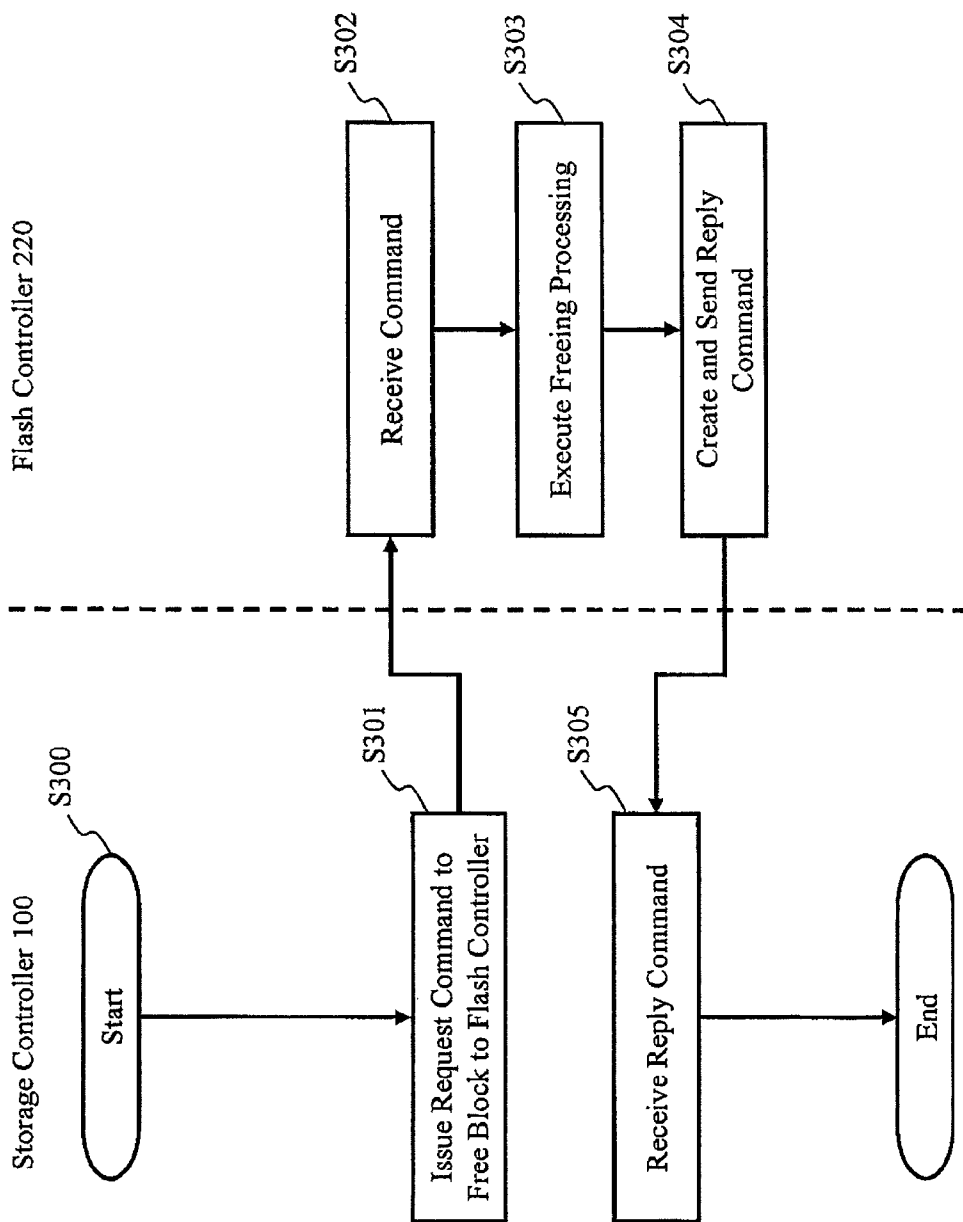 Storage Controller 100
Flash Controller 220
Start
S300
Issue Request Command to
Free Block to Flash Controller
S301
Receive Command
S302
Execute Freeing Processing
S303
Create and Send Reply
Command
S304
Receive Reply Command
S305
End